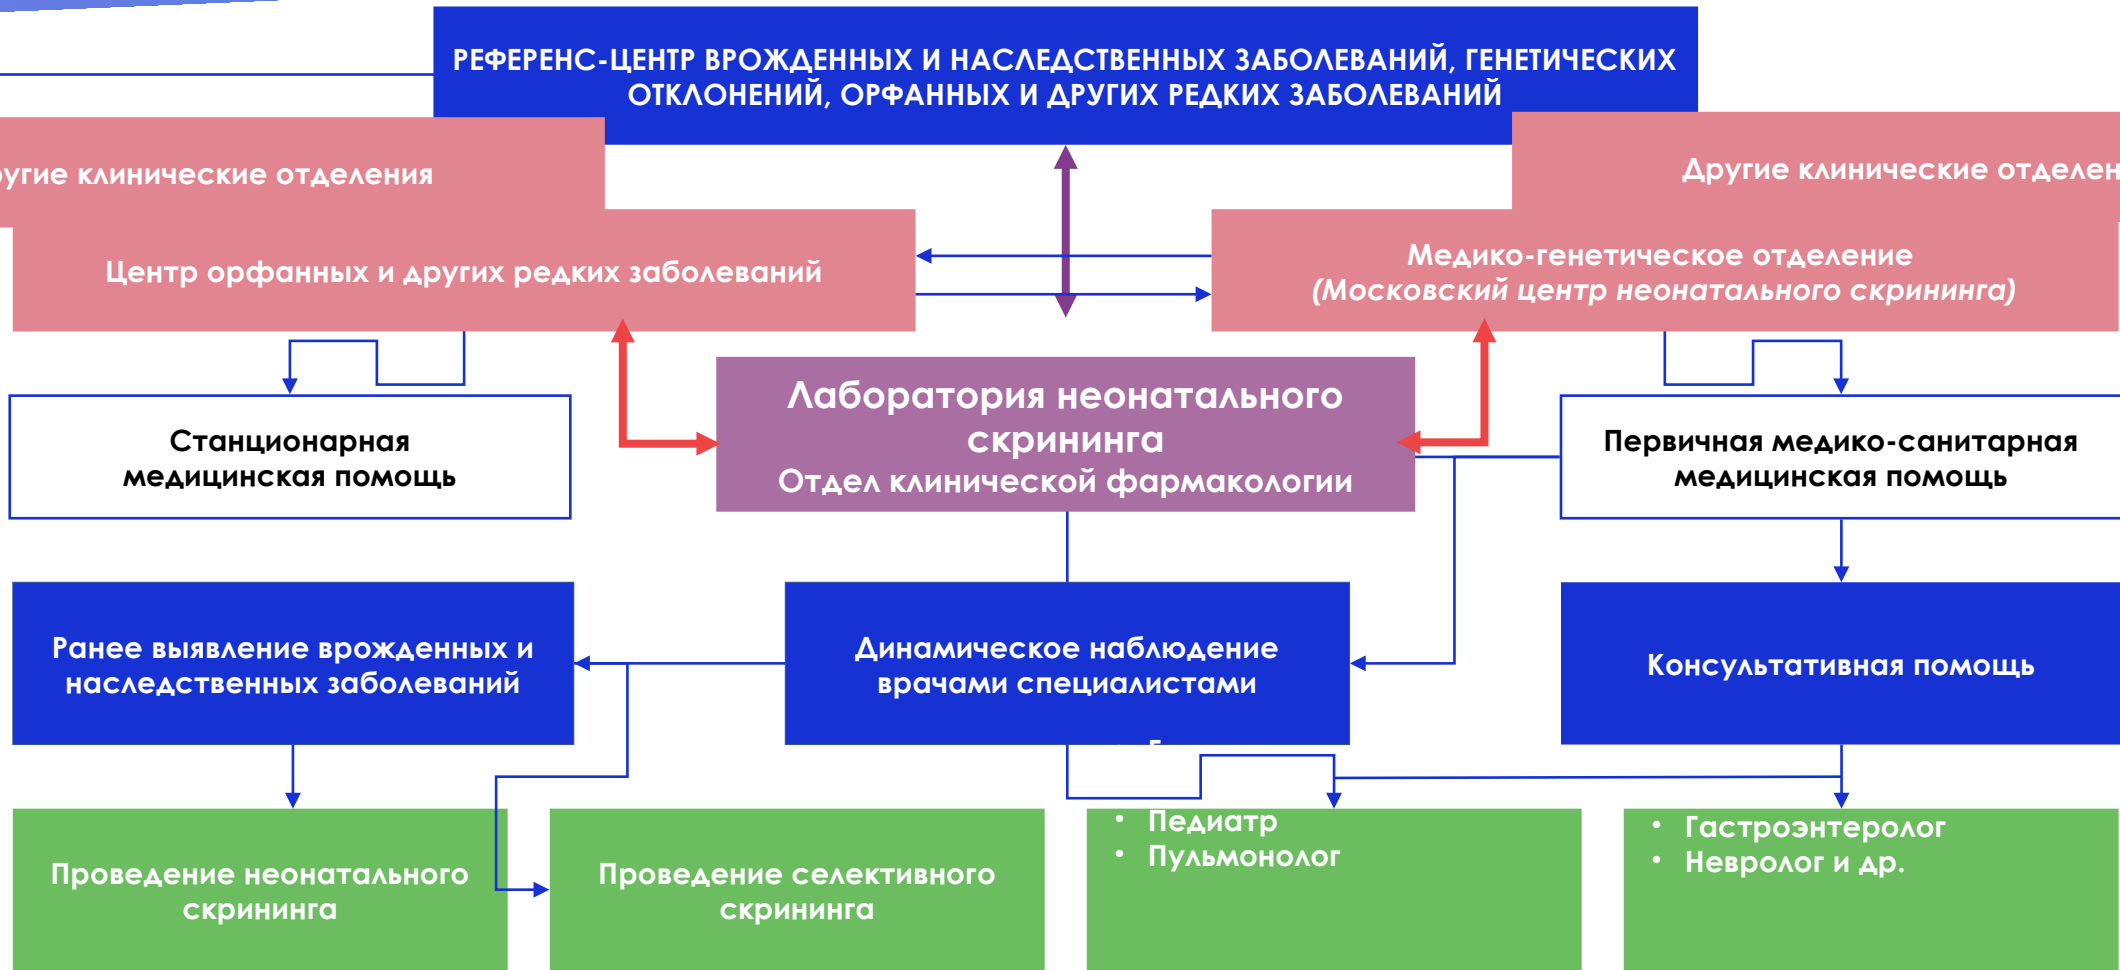 РЕФЕРЕНС-ЦЕНТР ВРОЖДЕННЫХ И НАСЛЕДСТВЕННЫХ ЗАБОЛЕВАНИЙ, ГЕНЕТИЧЕСКИХ
ОТКЛОНЕНИЙ, ОРФАННЫХ И ДРУГИХ РЕДКИХ ЗАБОЛЕВАНИЙ
клинические отделения
Другие клинические
Центр орфанных и других редких заболеваний
Медико-генетическое отделение
(Московский центр неонатального скрининга)
Лаборатория неонатального
скрининга
Отдел клинической фармакологии
Станционарная
медицинская помощь
Первичная медико-санитарная
медицинская помощь
Ранее выявление врожденных и
наследственных заболеваний
Динамическое наблюдение
врачами специалистами
Консультативная помощь
Проведение неонатального
скрининга
Проведение селективного
скрининга
• Педиатр
• Пульмонолог
• Гастроэнтеролог
• Невролог и др.